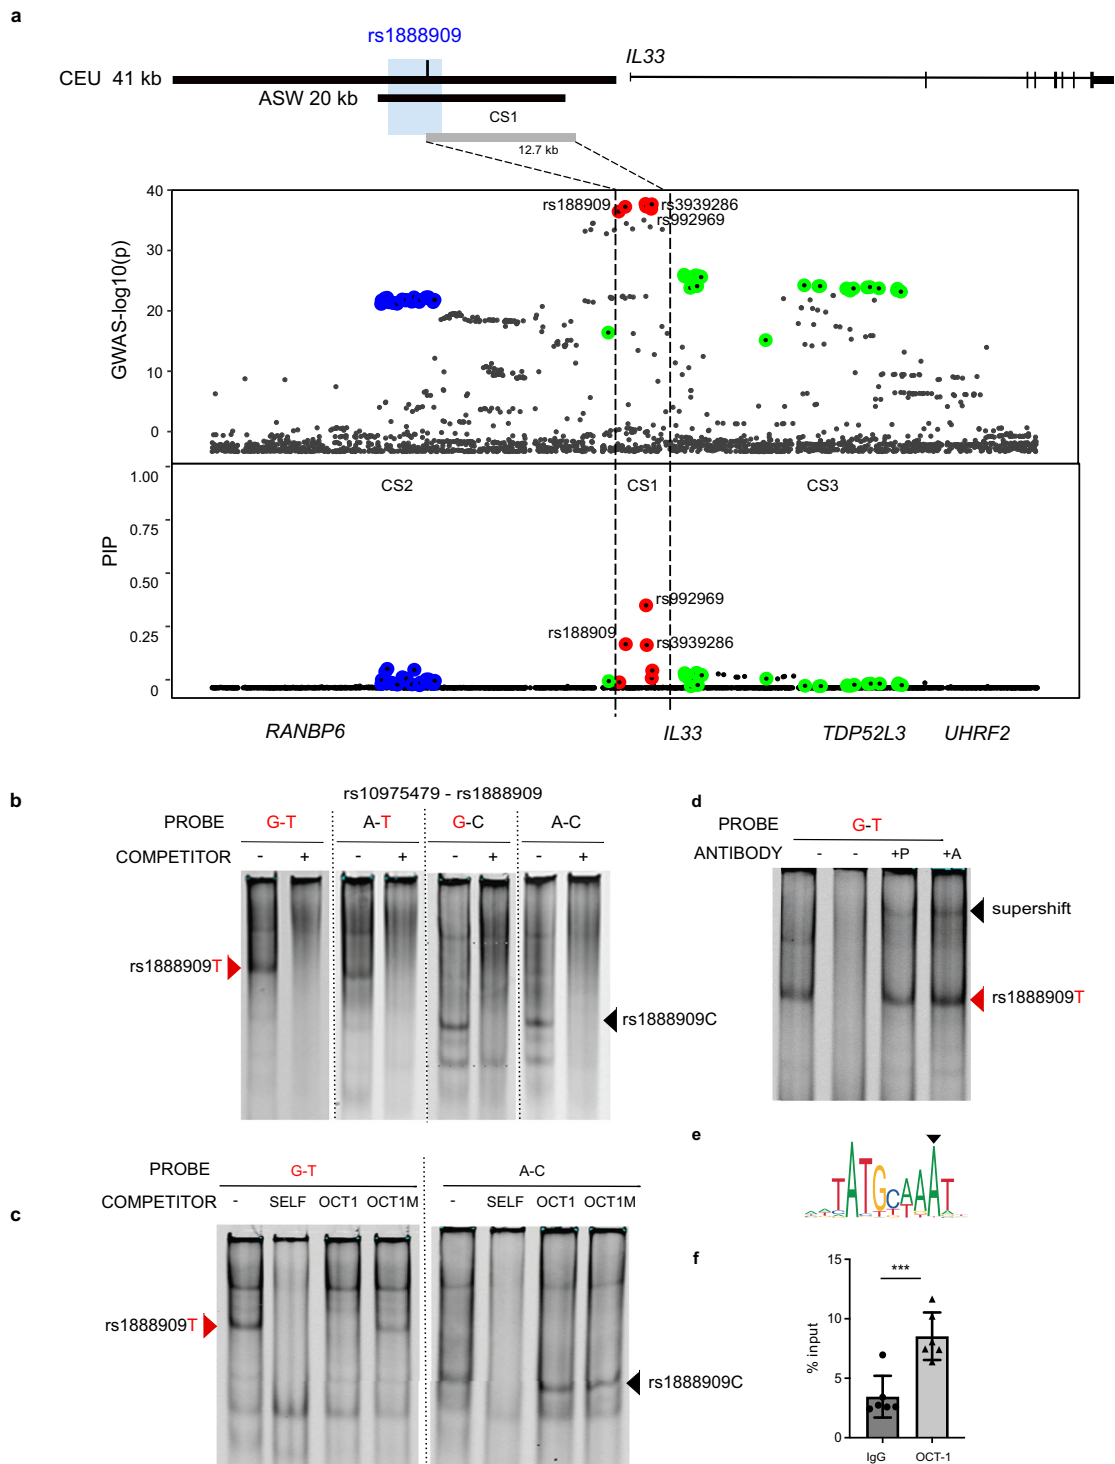 a
rs1888909
IL33
CEU 41 kb
ASW 20 kb
CS1
12.7 kb
40
30
20
10
0
GWAS-log10(p)
rs188909
rs3939286
rs992969
1.00
0.75
0.50
0.25
0
PIP
CS2
CS1
CS3
rs992969
rs188909
rs3939286
RANBP6
IL33
TDP52L3
UHRF2
b
rs10975479 - rs1888909
PROBE
G-T
A-T
G-C
A-C
COMPETITOR
- + - + - + - +
rs1888909T
rs1888909C
c
PROBE
G-T
A-C
COMPETITOR
- SELF OCT1 OCT1M - SELF OCT1 OCT1M
rs1888909T
rs1888909C
d
PROBE
G-T
ANTIBODY
- - +P +A
supershift
rs1888909T
e
TATGCAAAT
f
15
10
5
0
% input
***
IgG
OCT-1